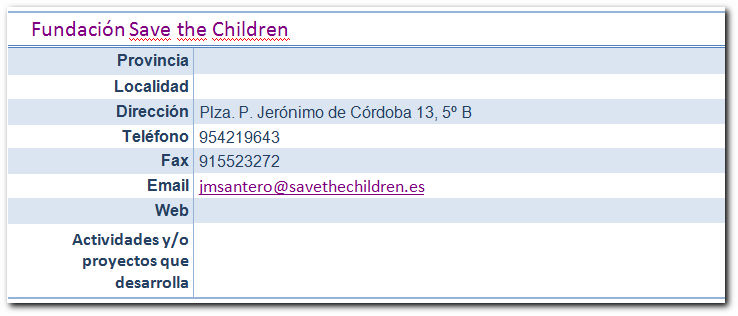 Fundación Save the Children
Provincia
Localidad
Dirección Plza. P. Jerónimo de Córdoba 13, 5º B
Teléfono 954219643
Fax 915523272
Email jmsantero@savethechildren.es
Web
Actividades y/o
proyectos que
desarrolla